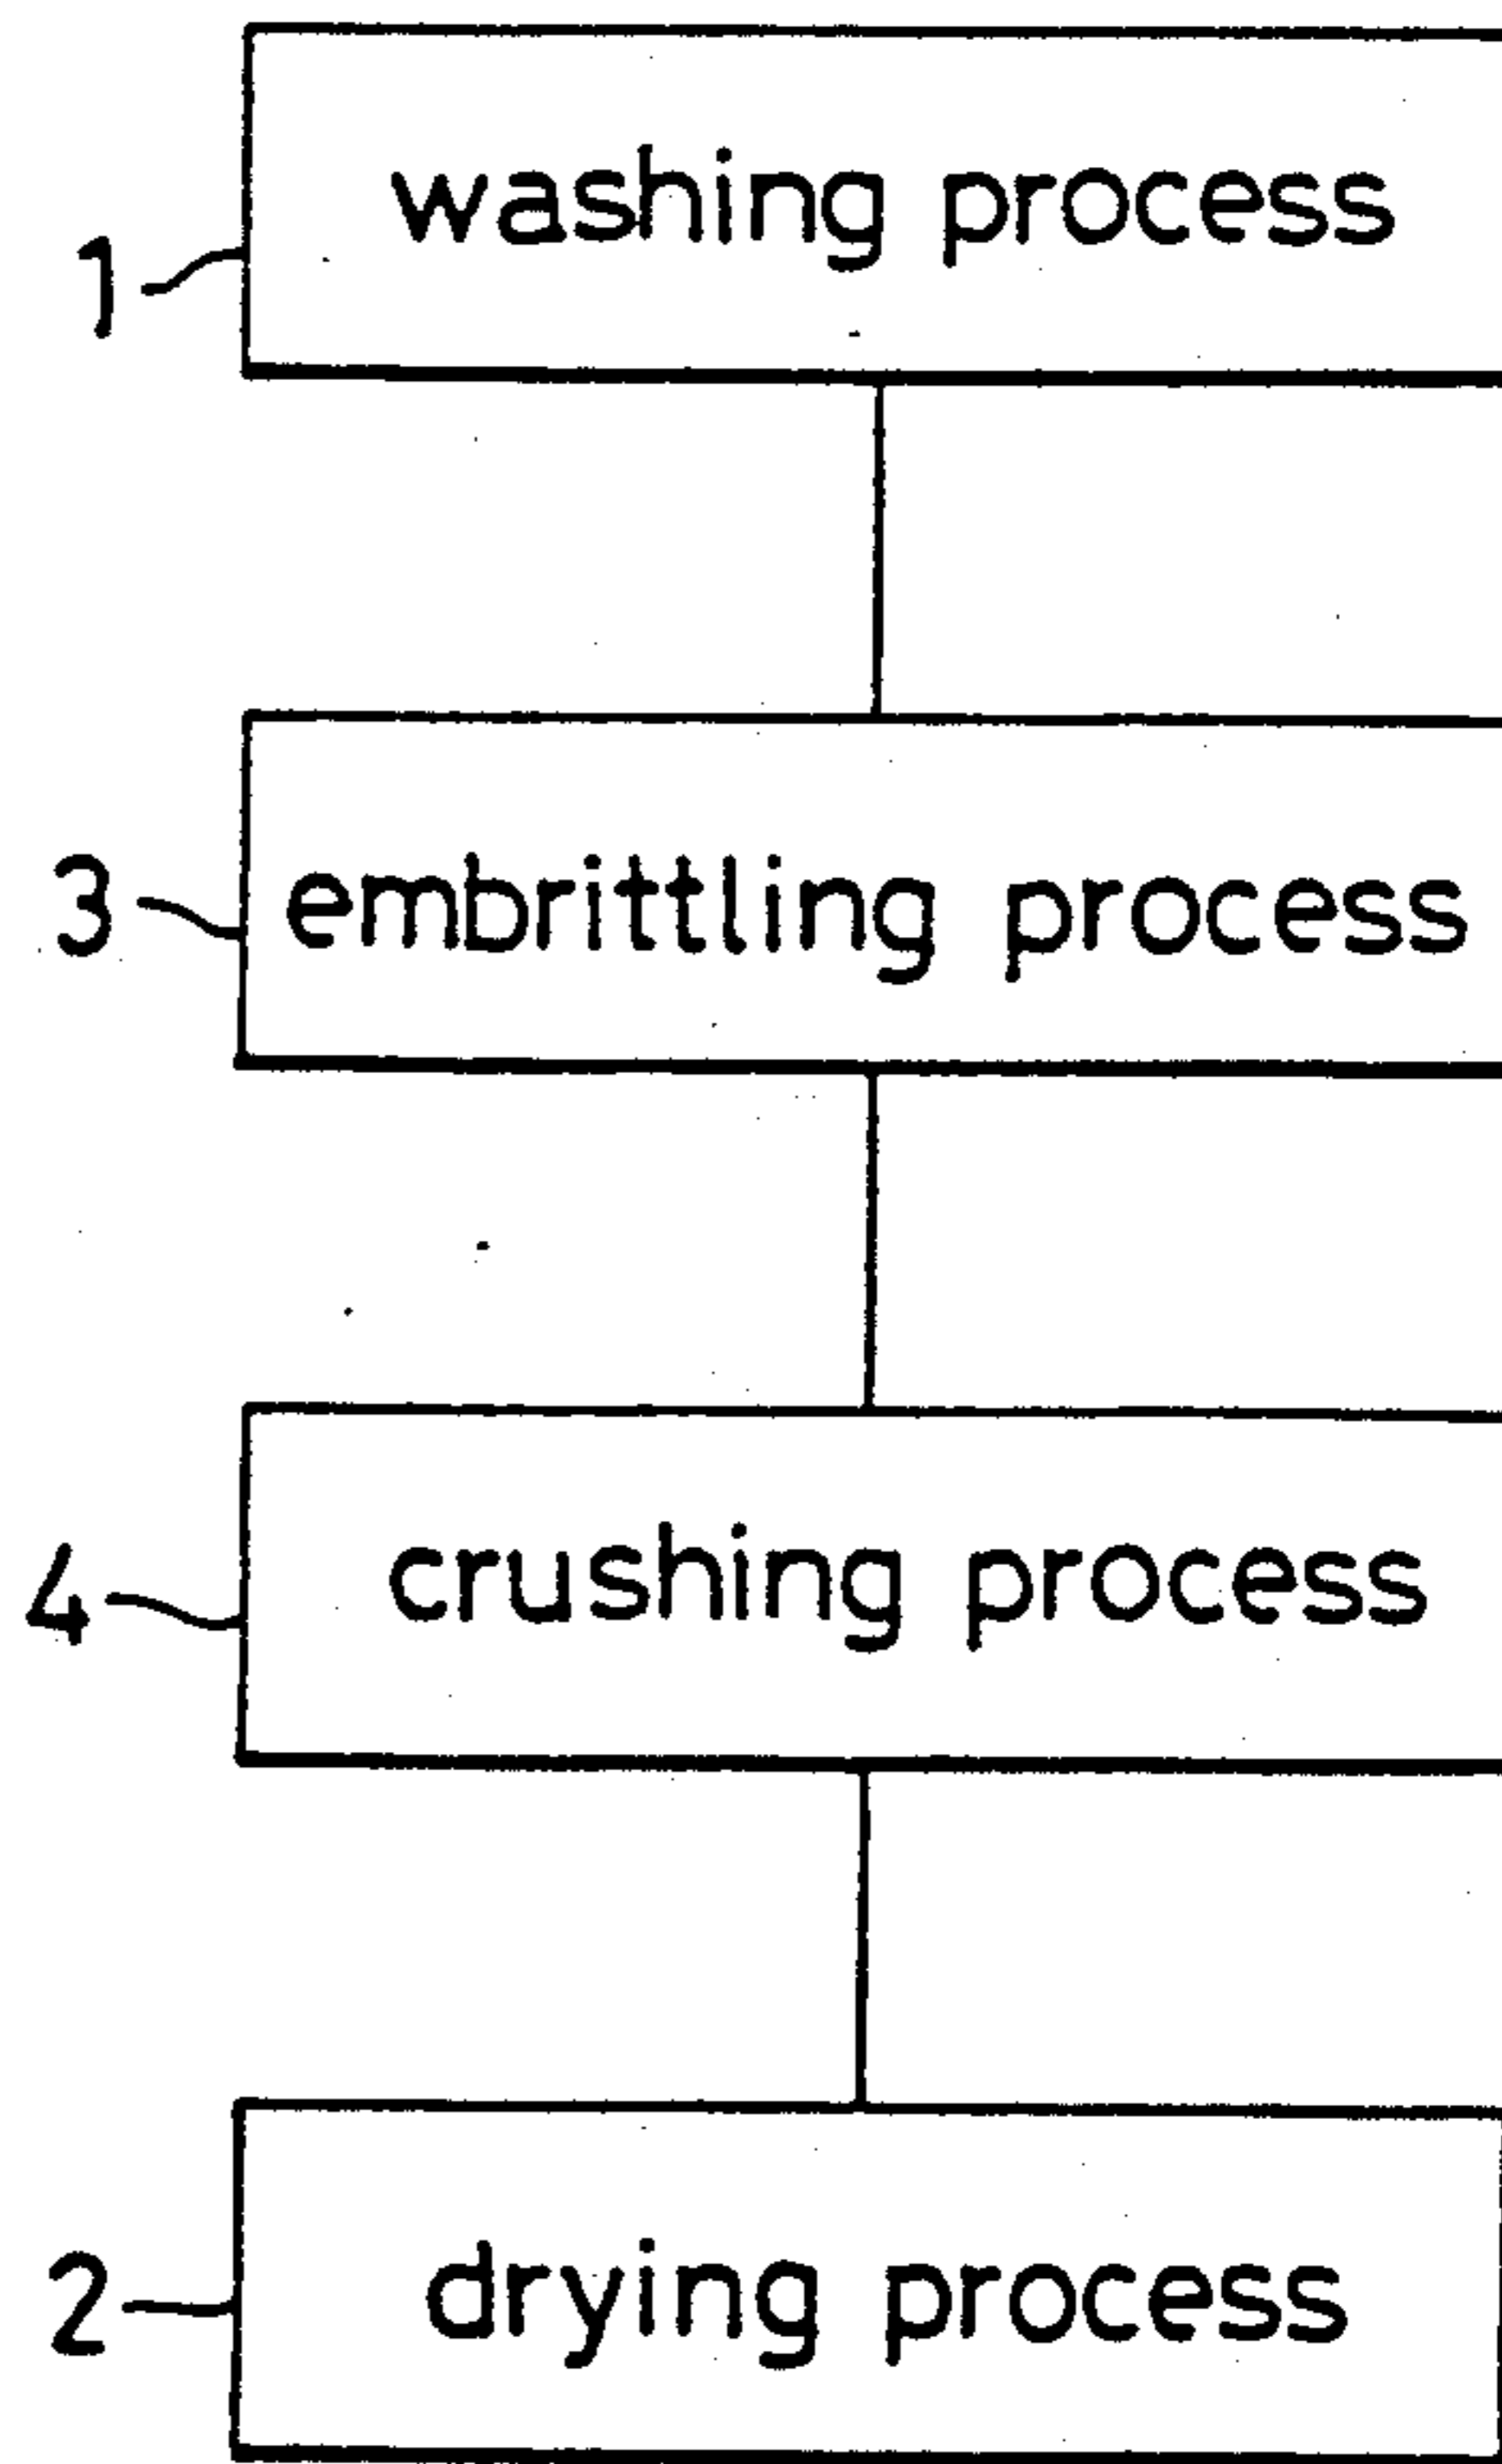 washing process
1
3 embrittling process
4 crushing process
2 drying process